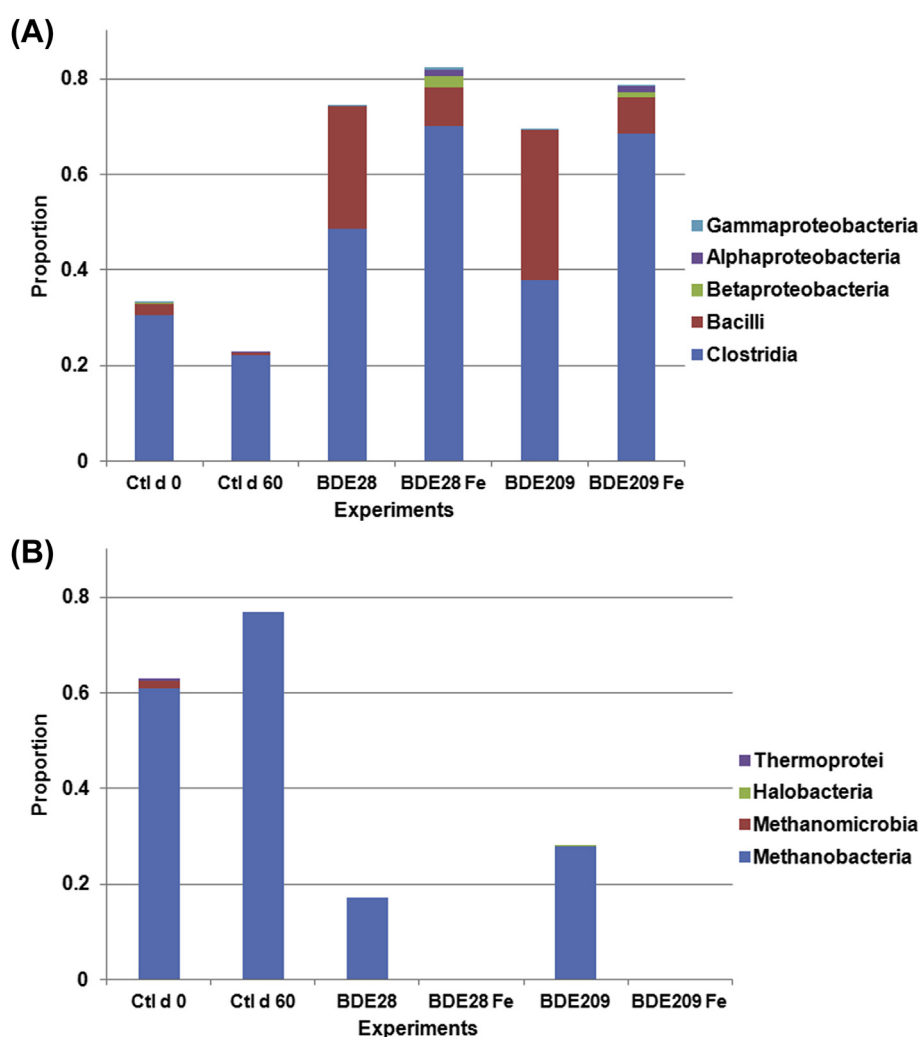 (A)
0.8
0.6
0.4
0.2
0
Proportion
Ctl d 0 Ctl d 60 BDE28 BDE28 Fe BDE209 BDE209 Fe
Experiments
Gammaproteobacteria
Alphaproteobacteria
Betaproteobacteria
Bacilli
Clostridia
(B)
0.8
0.6
0.4
0.2
0
Proportion
Ctl d 0 Ctl d 60 BDE28 BDE28 Fe BDE209 BDE209 Fe
Experiments
Thermoprotei
Halobacteria
Methanomicrobia
Methanobacteria